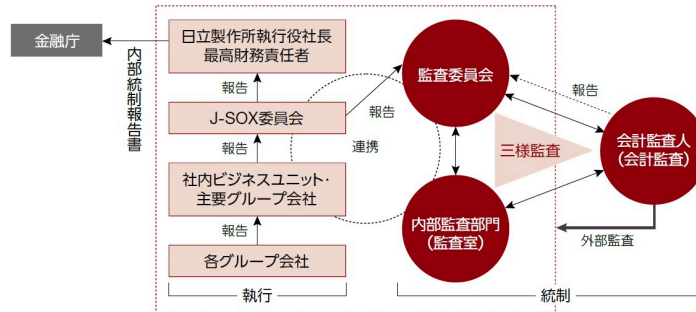 金融庁
内部統制報告書
日立製作所執行役社長
最高財務責任者
報告
J-SOX委員会
報告
社内ビジネスユニット・
主要グループ会社
報告
各グループ会社
執行
報告
連携
監査委員会
三様監査
内部監査部門
(監査室)
報告
会計監査人
(会計監査)
外部監査
統制